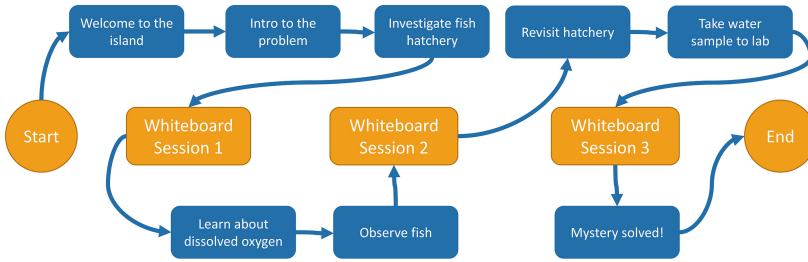 Start
Welcome to the
island
Intro to the
problem
Investigate fish
hatchery
Whiteboard
Session 1
Learn about
dissolved oxygen
Observe fish
Whiteboard
Session 2
Revisit hatchery
Take water
sample to lab
Whiteboard
Session 3
Mystery solved!
End